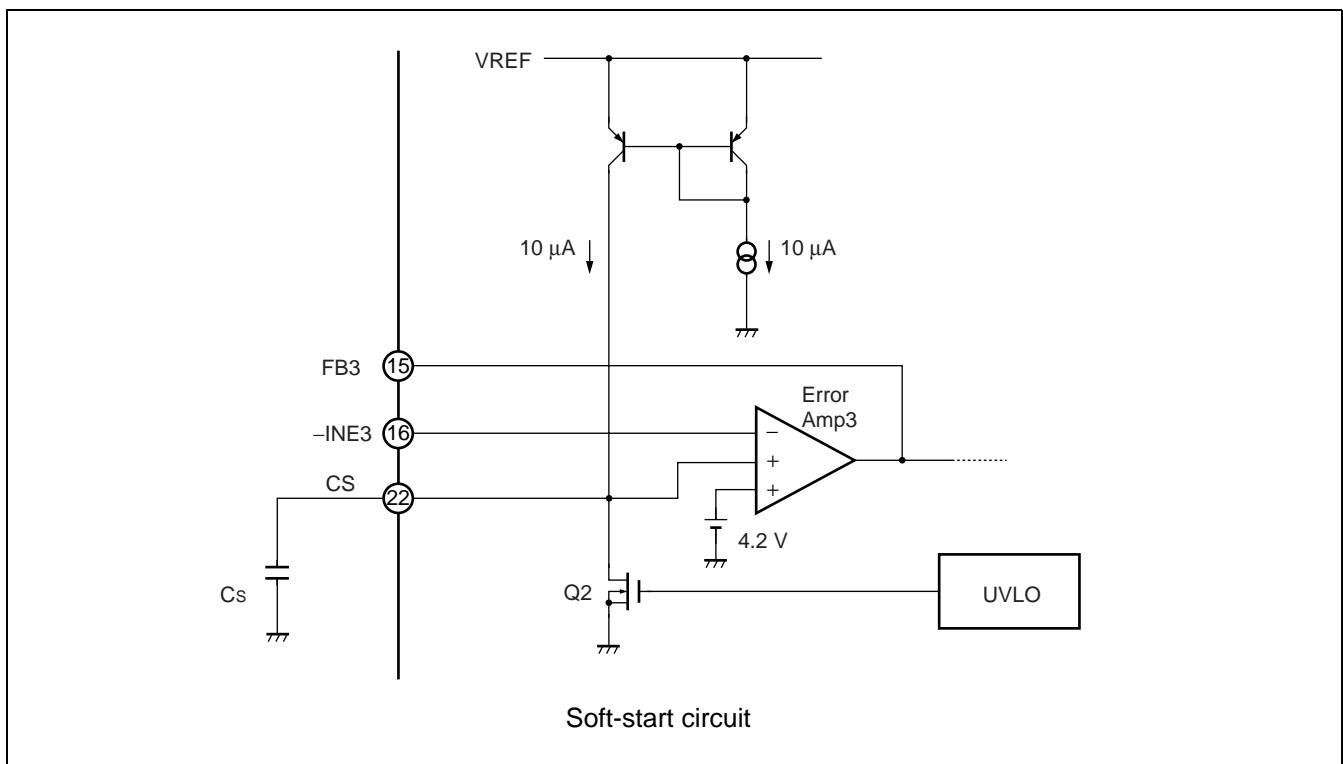 VREF
10 μA
10 μA
FB3
15
Error
Amp3
–INE3
16
−
+
CS
22
+
4.2 V
Cs
Q2
UVLO
Soft-start circuit